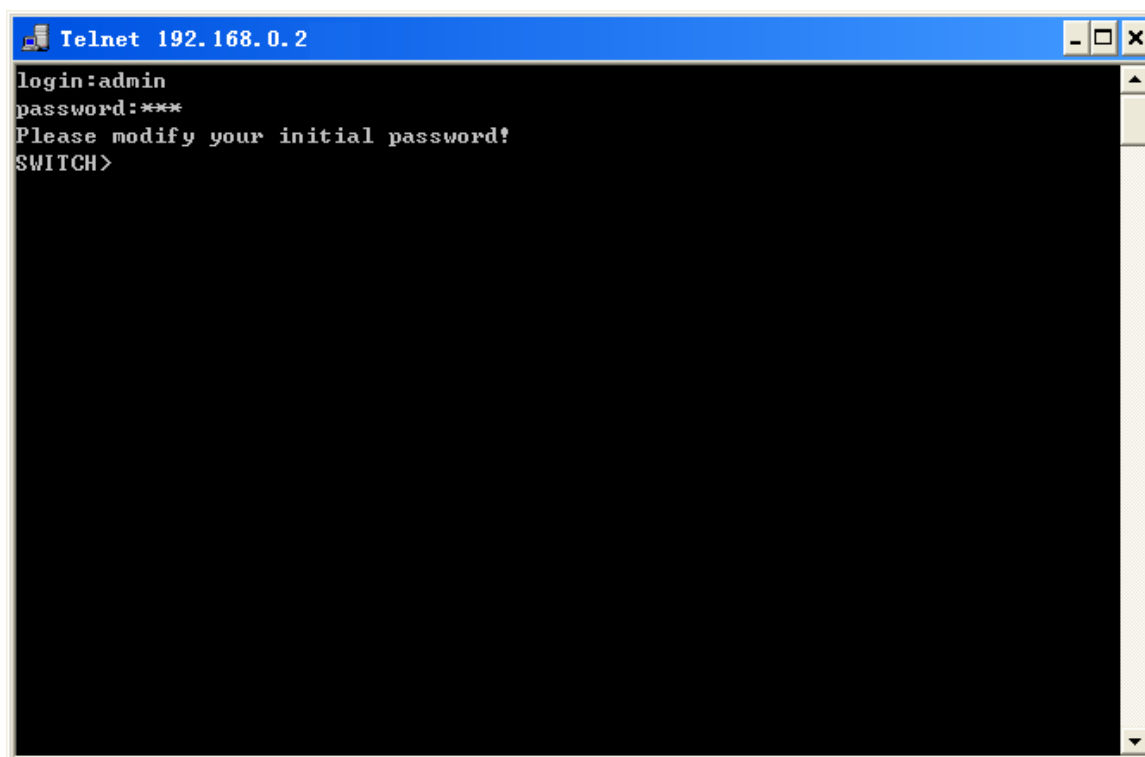 Telnet 192.168.0.2
login:admin
password:***
Please modify your initial password!
SWITCH>